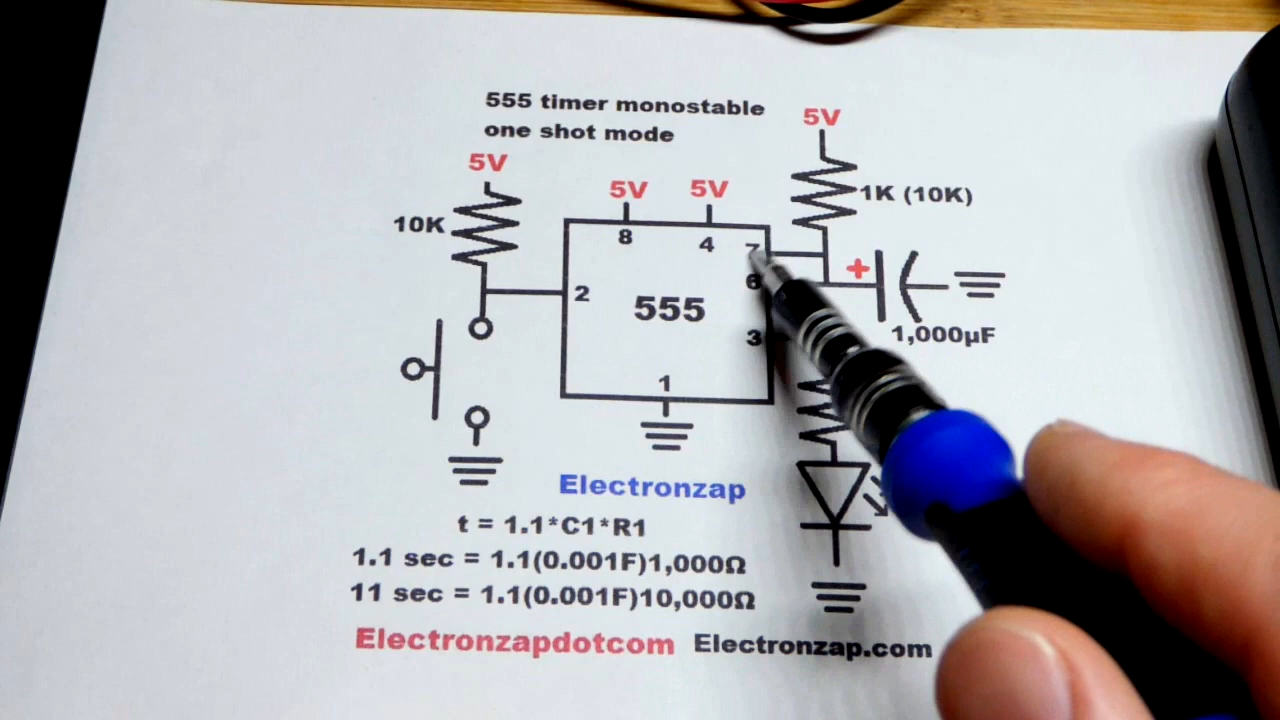 555 timer monostable
one shot mode
5V
5V
5V
5V
10K
1K (10K)
8
4
7
6
2
555
3
1
+
1,000µF
Electronzap
t = 1.1*C1*R1
1.1 sec = 1.1(0.001F)1,000Ω
11 sec = 1.1(0.001F)10,000Ω
Electronzapdotcom Electronzap.com